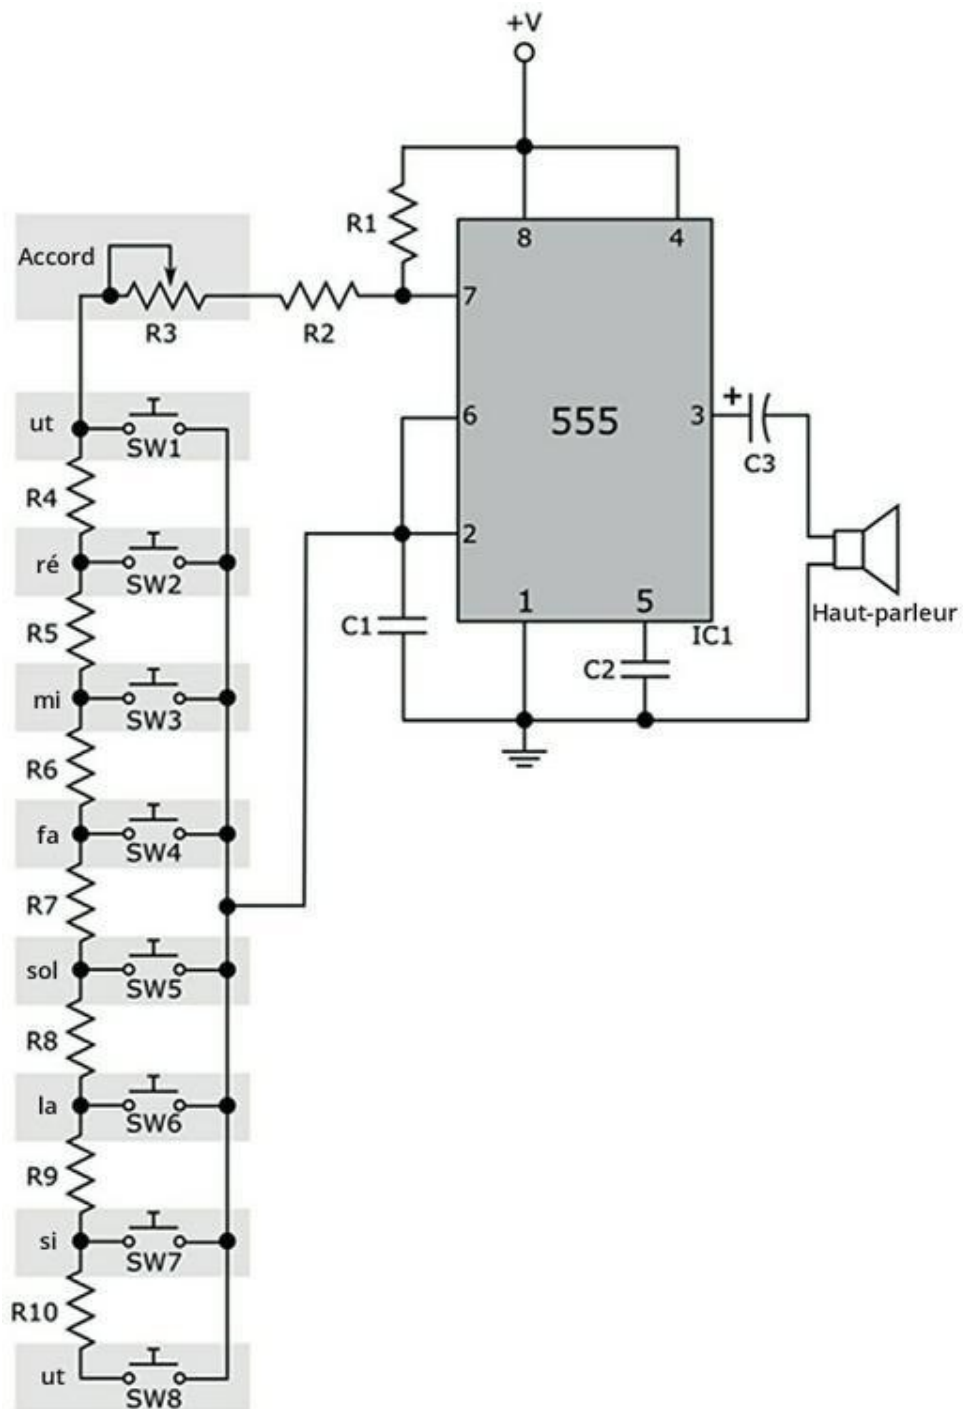 +V
R1
8
4
Accord
7
R3
R2
ut
SW1
6
555
3
+
C3
R4
ré
SW2
2
R5
C1
1
5
Haut-parleur
IC1
C2
mi
SW3
R6
fa
SW4
R7
sol
SW5
R8
la
SW6
R9
si
SW7
R10
ut
SW8